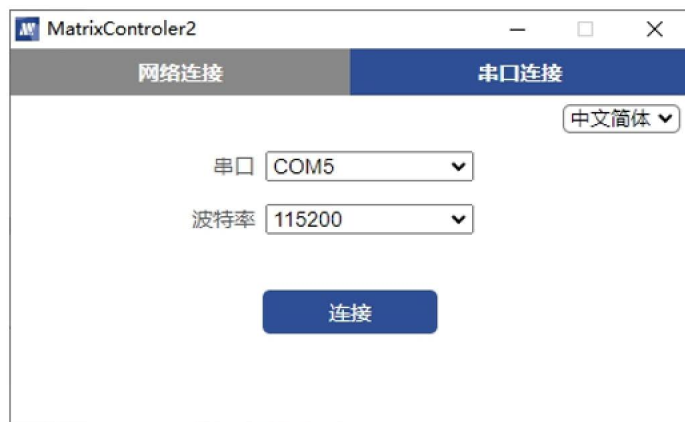 MatrixControler2
网络连接 串口连接
中文简体
串口 COM5
波特率 115200
连接